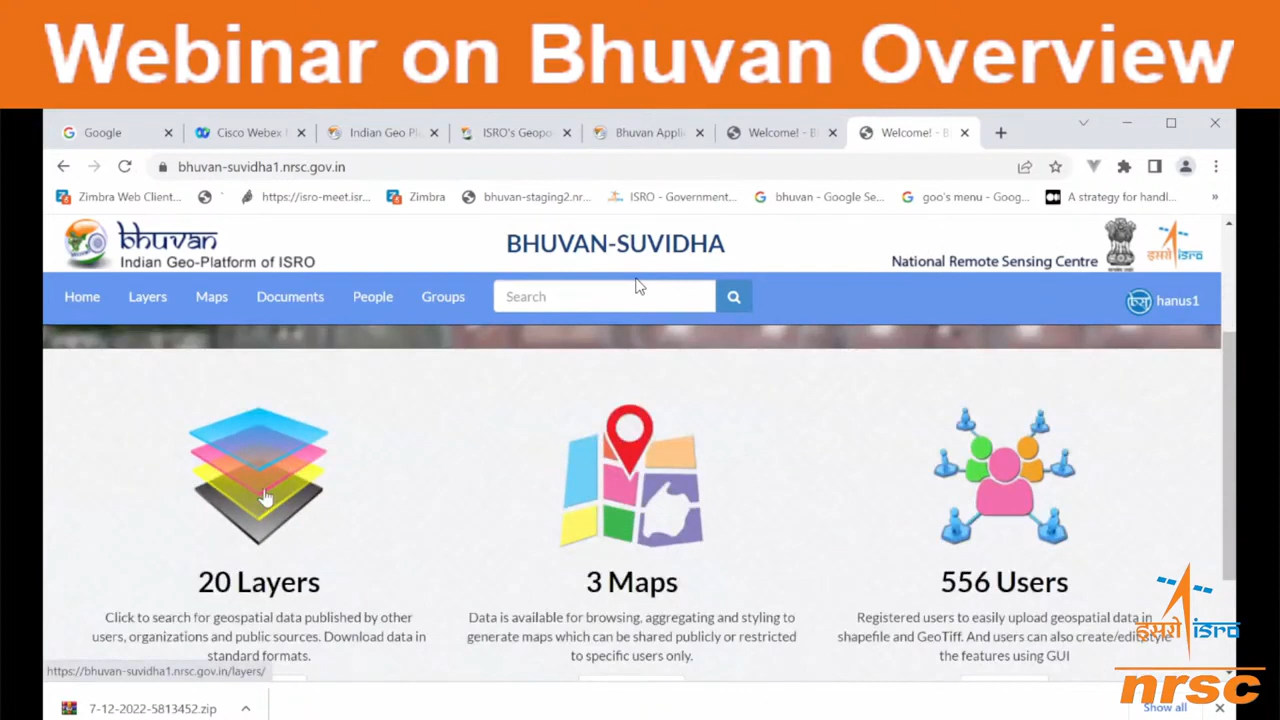 Webinar on Bhuvan Overview
Google
Cisco Webex
Indian Geo Pl
ISRO's Geopo
Bhuvan Appli
Welcome! - B
Welcome! - B
bhuvan-suvidha1.nrsc.gov.in
Zimbra Web Client...
https://isro-meet.isr...
Zimbra
bhuvan-staging2.nr...
ISRO - Government...
bhuvan - Google Se...
goo's menu - Goog...
A strategy for handl...
»
bhuvan
Indian Geo-Platform of ISRO
BHUVAN-SUVIDHA
National Remote Sensing Centre
इसरो isro
Home
Layers
Maps
Documents
People
Groups
Search
hanus1
20 Layers
Click to search for geospatial data published by other
users, organizations and public sources. Download data in
standard formats.
3 Maps
Data is available for browsing, aggregating and styling to
generate maps which can be shared publicly or restricted
to specific users only.
556 Users
Registered users to easily upload geospatial data in
shapefile and GeoTiff. And users can also create/edit/style
the features using GUI
इसरो isro
nrsc
https://bhuvan-suvidha1.nrsc.gov.in/layers/
7-12-2022-5813452.zip
Show all